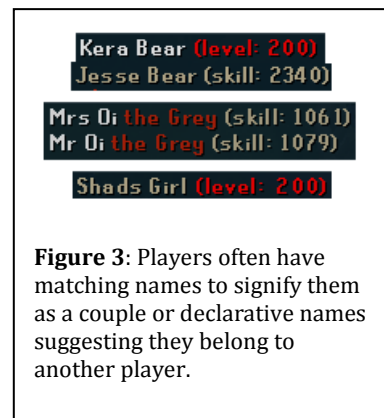 Kera Bear (level: 200)
Jesse Bear (skill: 2340)
Mrs Oi the Grey (skill: 1061)
Mr Oi the Grey (skill: 1079)
Shads Girl (level: 200)
Figure 3: Players often have
matching names to signify them
as a couple or declarative names
suggesting they belong to
another player.